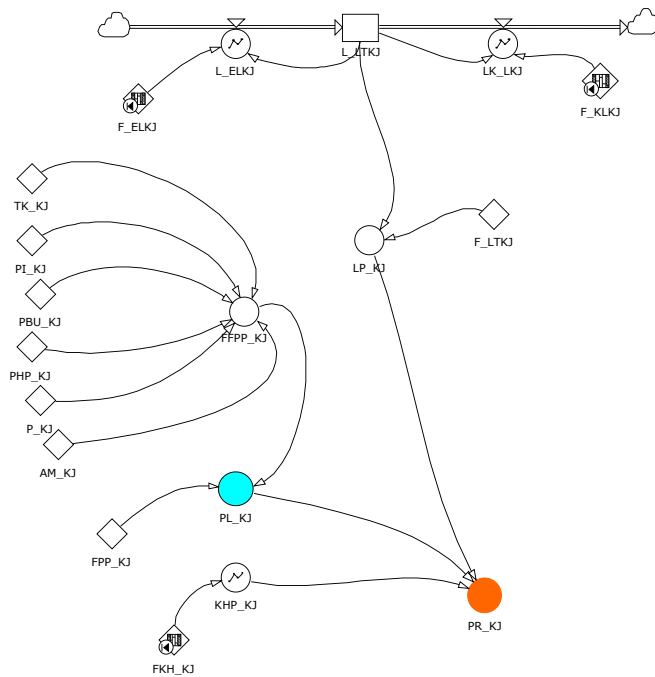 L_LTKJ
L_ELKJ
LK_LKJ
F_ELKJ
F_KLKJ
TK_KJ
F_LTKJ
PI_KJ
LP_KJ
PBU_KJ
FFPP_KJ
PHP_KJ
P_KJ
AM_KJ
PL_KJ
FPP_KJ
KHP_KJ
PR_KJ
FKH_KJ